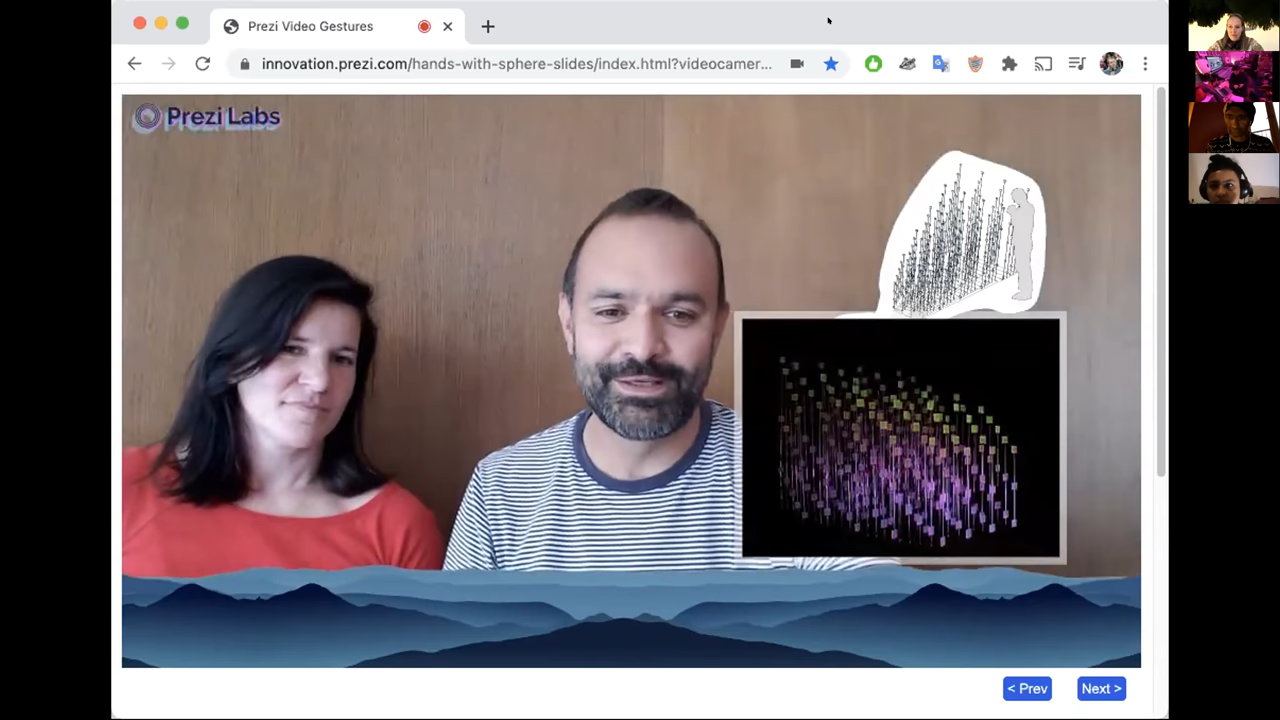 Prezi Video Gestures
innovation.prezi.com/hands-with-sphere-slides/index.html?videocamer...
Prezi Labs
< Prev
Next >